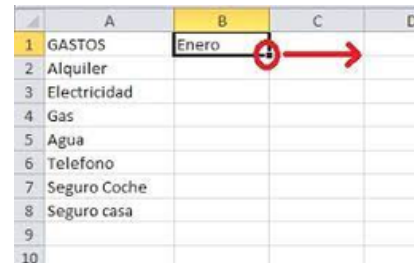 A B C D
1 GASTOS Enero
2 Alquiler
3 Electricidad
4 Gas
5 Agua
6 Telefono
7 Seguro Coche
8 Seguro casa
9
10